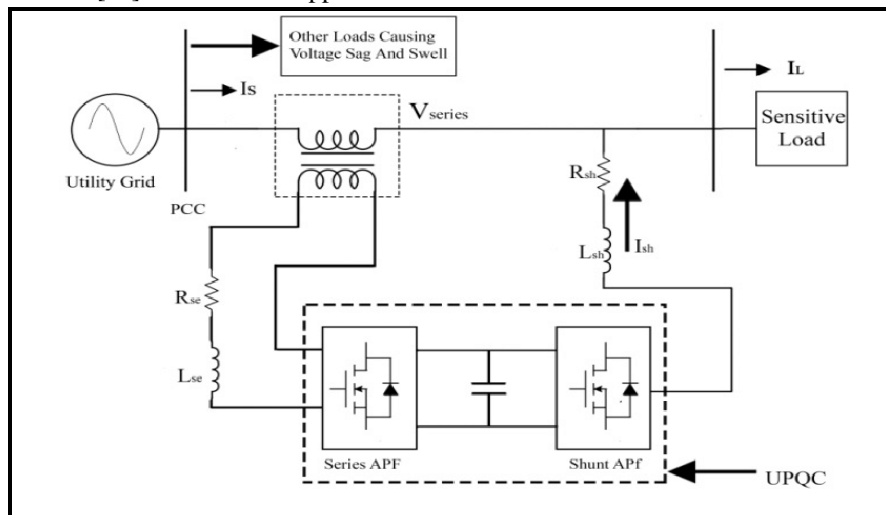 Other Loads Causing
Voltage Sag And Swell
Is
IL
Vseries
Sensitive
Load
Utility Grid
PCC
Rsh
Ish
Lsh
Rse
Lse
Series APF
Shunt APf
UPQC